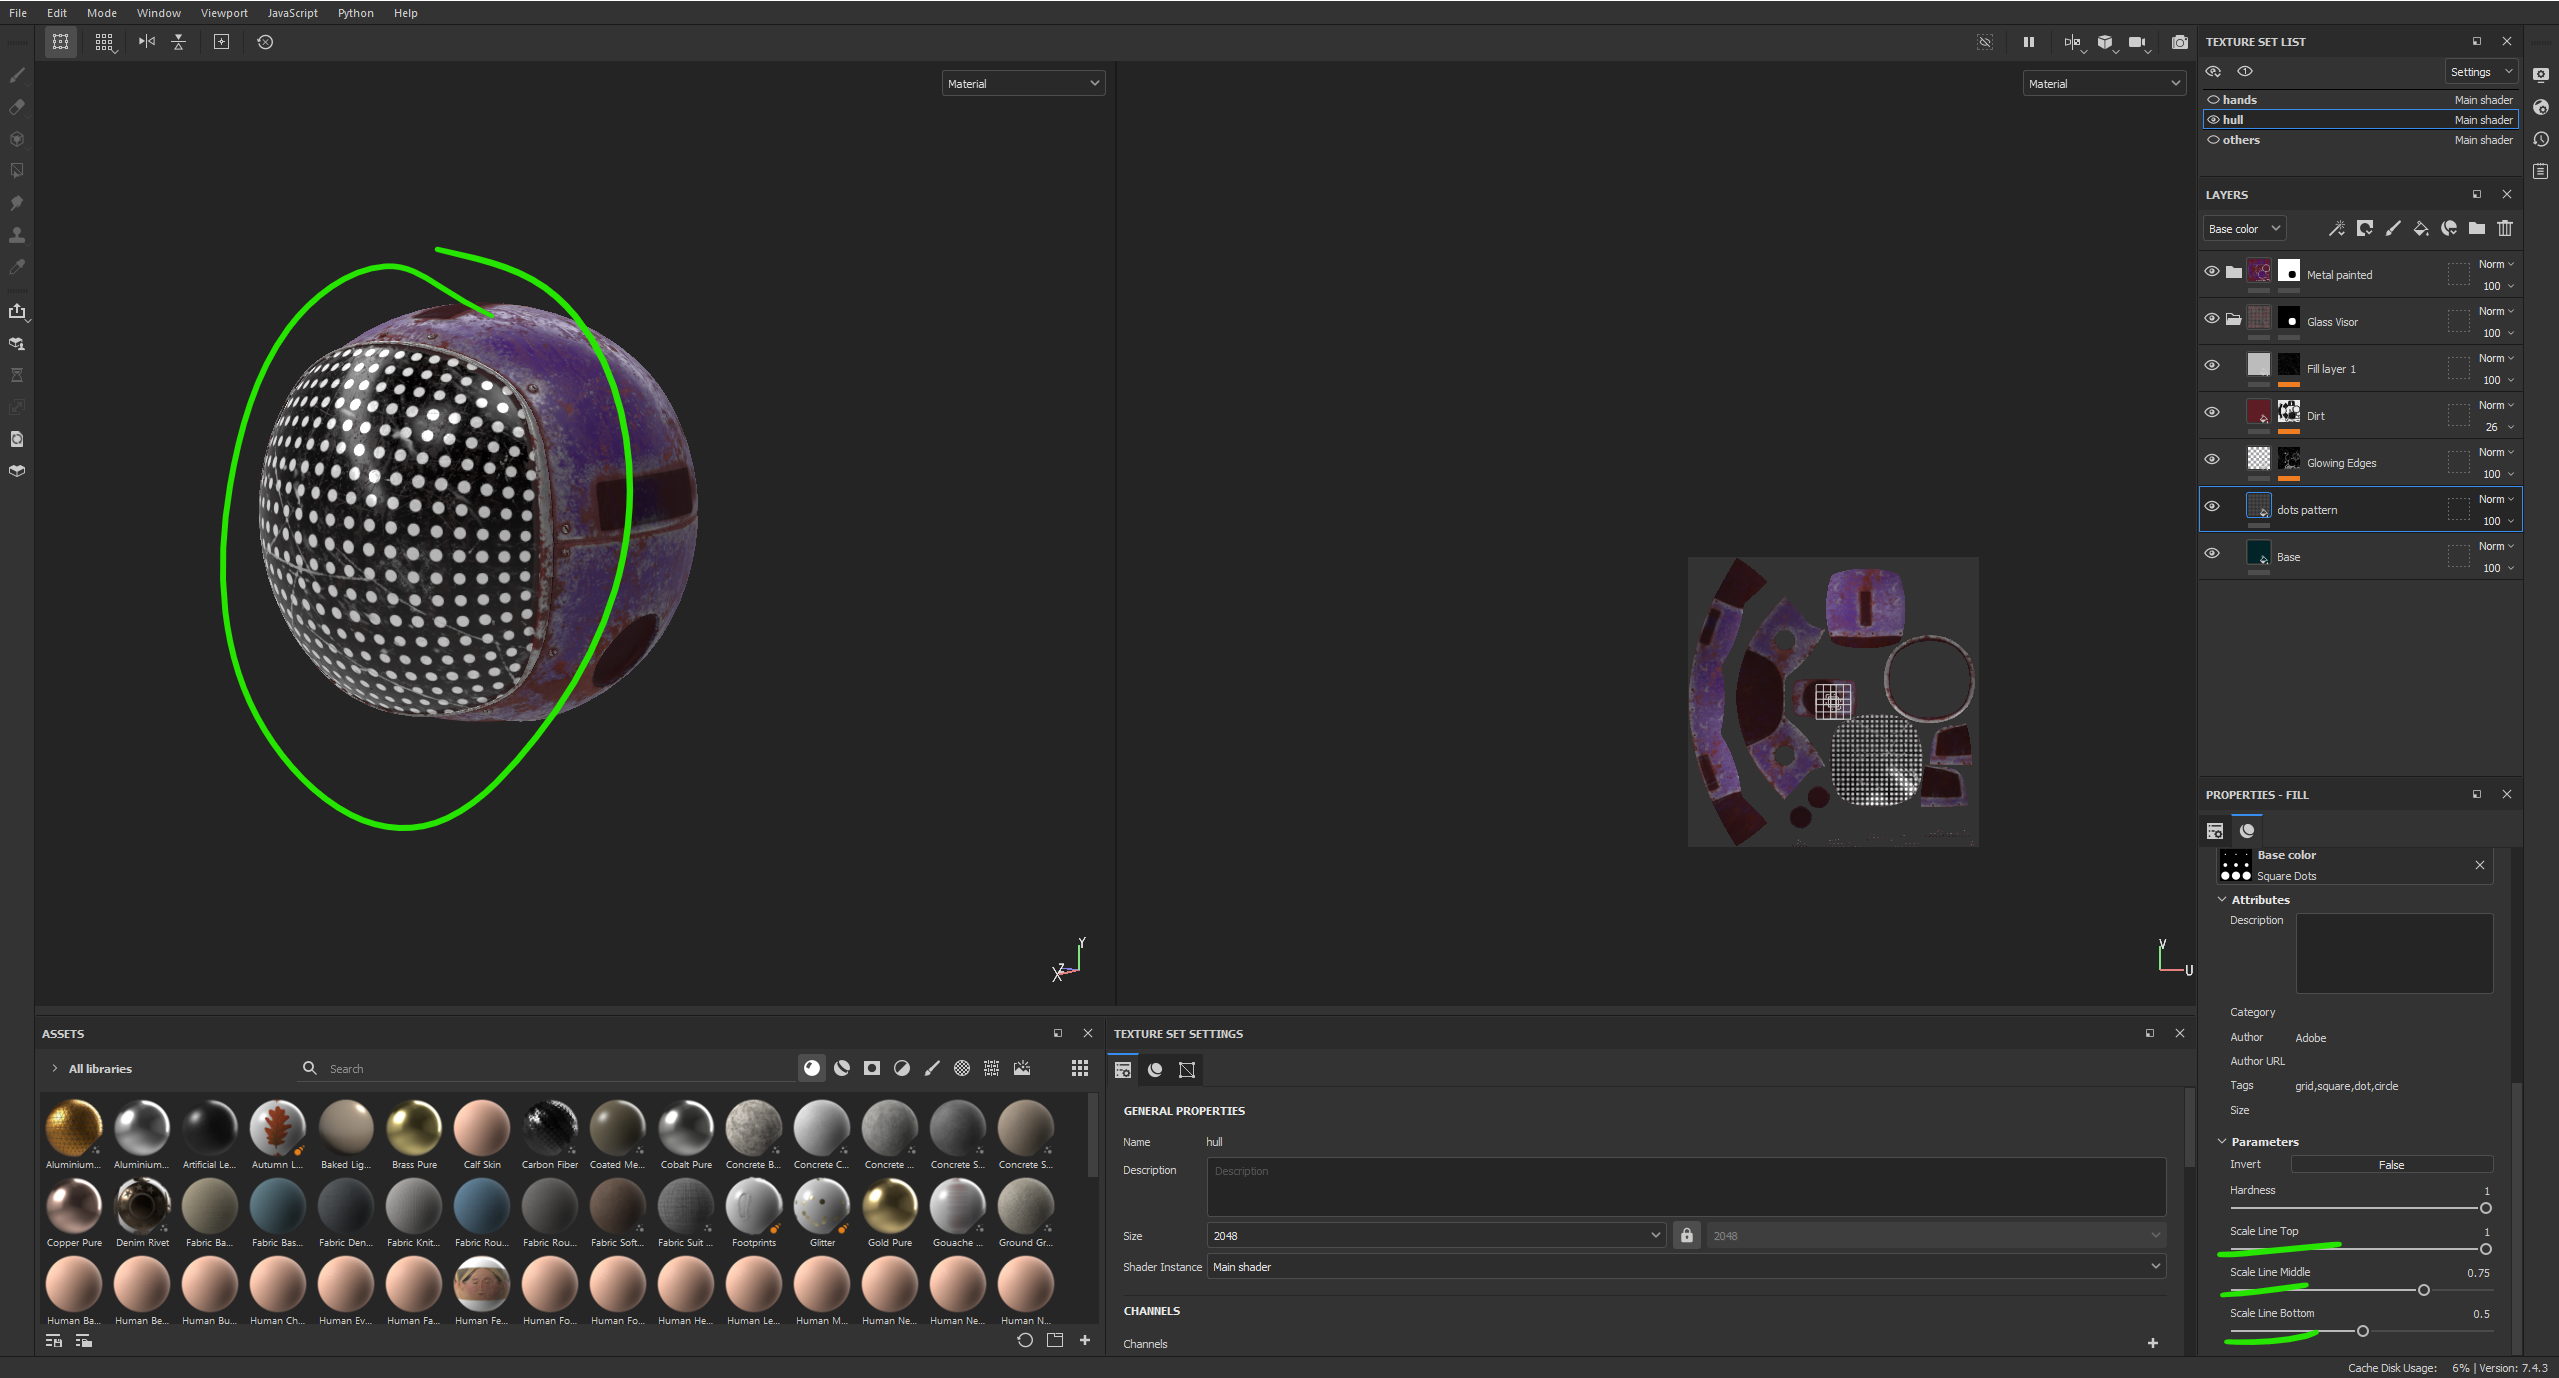 File Edit Mode Window Viewport JavaScript Python Help
Material
Material
Y
Z
X
V
U
TEXTURE SET LIST
Settings
hands Main shader
hull Main shader
others Main shader
LAYERS
Base color
Metal painted Norm 100
Glass Visor Norm 100
Fill layer 1 Norm 100
Dirt Norm 26
Glowing Edges Norm 100
dots pattern Norm 100
Base Norm 100
PROPERTIES - FILL
Base color
Square Dots
Attributes
Description
Category
Author Adobe
Author URL
Tags grid,square,dot,circle
Size
Parameters
Invert False
Hardness 1
Scale Line Top 1
Scale Line Middle 0.75
Scale Line Bottom 0.5
ASSETS
All libraries Search
Aluminium... Aluminium... Artificial Le... Autumn L... Baked Lig... Brass Pure Calf Skin Carbon Fiber Coated Me... Cobalt Pure Concrete B... Concrete C... Concrete ... Concrete S... Concrete S...
Copper Pure Denim Rivet Fabric Ba... Fabric Bas... Fabric Den... Fabric Knit... Fabric Rou... Fabric Rou... Fabric Soft... Fabric Suit ... Footprints Glitter Gold Pure Gouache ... Ground Gr...
Human Ba... Human Be... Human Bu... Human Ch... Human Ev... Human Fa... Human Fe... Human Fo... Human Fo... Human He... Human Le... Human M... Human Ne... Human Ne... Human N...
TEXTURE SET SETTINGS
GENERAL PROPERTIES
Name hull
Description Description
Size 2048 2048
Shader Instance Main shader
CHANNELS
Channels
Cache Disk Usage: 6% | Version: 7.4.3